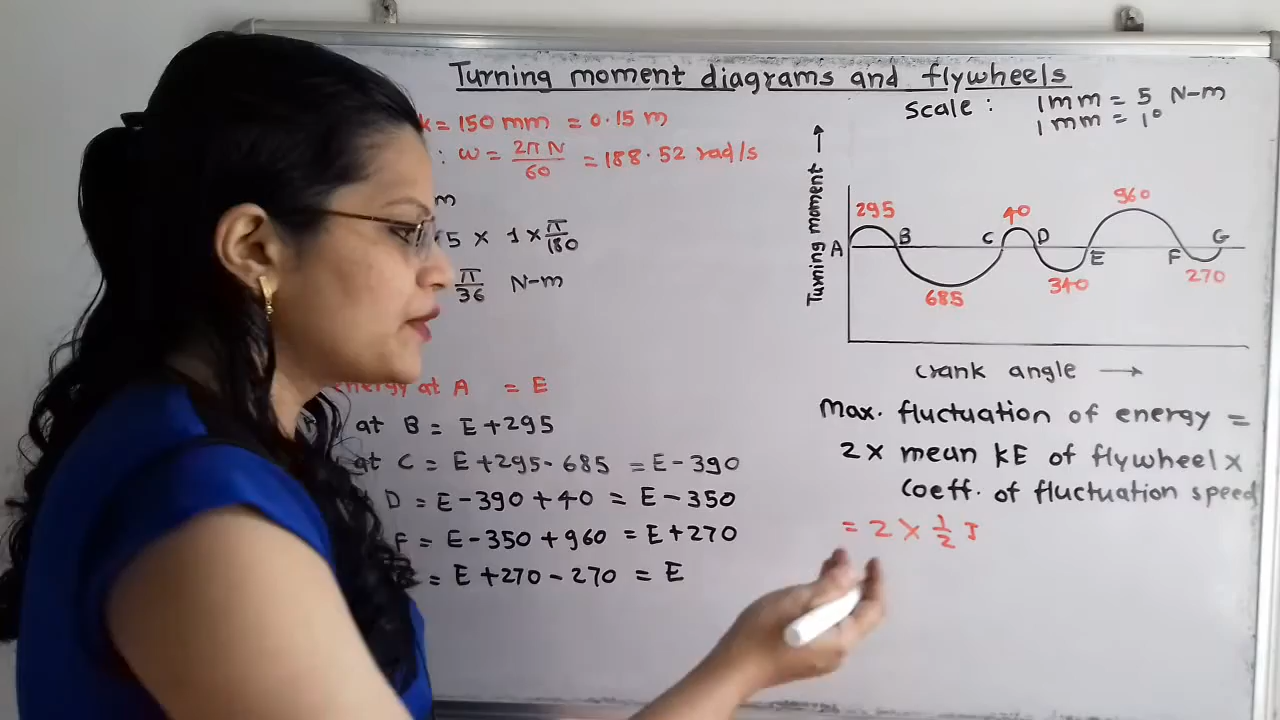 Turning moment diagrams and flywheels
Scale : 1mm = 5 N-m
1mm = 1°
k = 150 mm = 0.15 m
: ω = 2πN/60 = 188.52 rad/s
m
5 × 1 × π/180
π/36 N-m
energy at A = E
at B = E+295
at C = E+295-685 = E-390
D = E-390+40 = E-350
F = E-350+960 = E+270
= E+270-270 = E
Turning moment →
295 40 960
A B C D E F G
685 340 270
crank angle →
Max. fluctuation of energy =
2 × mean KE of flywheel ×
Coeff. of fluctuation speed
= 2 × 1/2 I